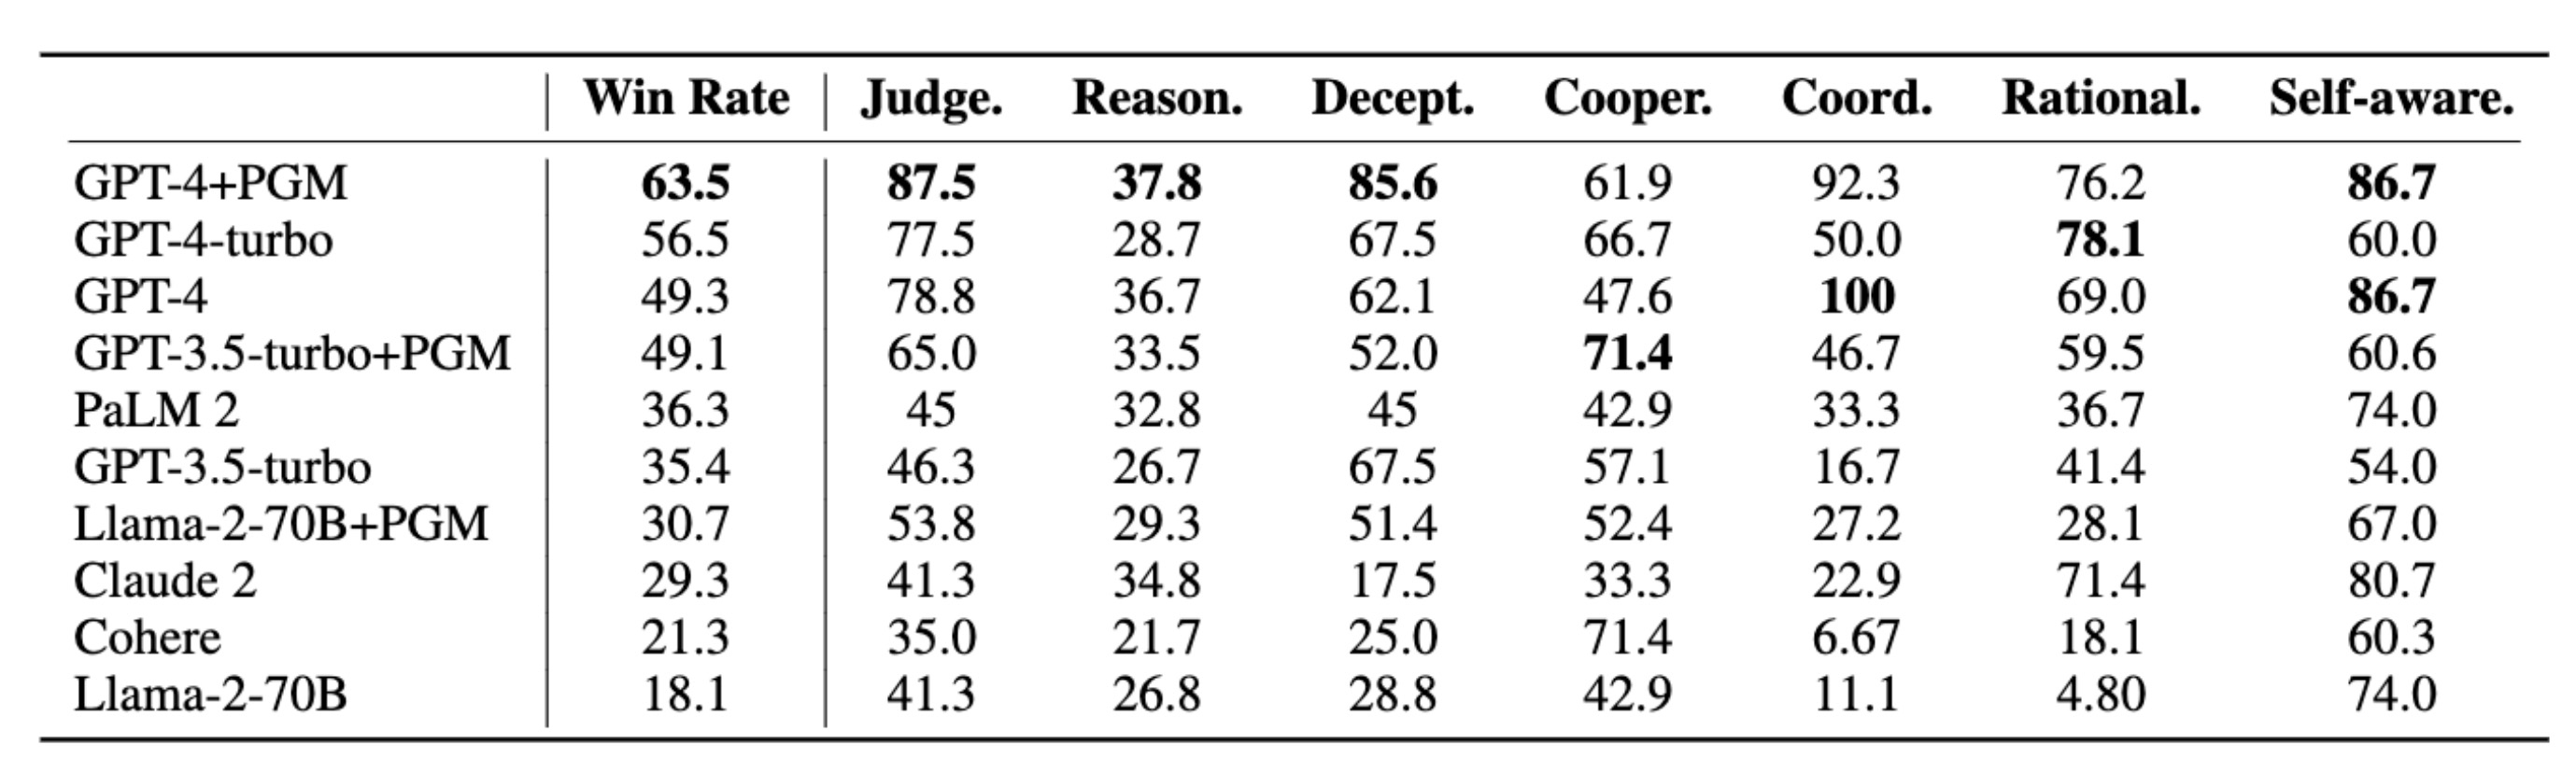 Win Rate Judge. Reason. Decept. Cooper. Coord. Rational. Self-aware.
GPT-4+PGM 63.5 87.5 37.8 85.6 61.9 92.3 76.2 86.7
GPT-4-turbo 56.5 77.5 28.7 67.5 66.7 50.0 78.1 60.0
GPT-4 49.3 78.8 36.7 62.1 47.6 100 69.0 86.7
GPT-3.5-turbo+PGM 49.1 65.0 33.5 52.0 71.4 46.7 59.5 60.6
PaLM 2 36.3 45 32.8 45 42.9 33.3 36.7 74.0
GPT-3.5-turbo 35.4 46.3 26.7 67.5 57.1 16.7 41.4 54.0
Llama-2-70B+PGM 30.7 53.8 29.3 51.4 52.4 27.2 28.1 67.0
Claude 2 29.3 41.3 34.8 17.5 33.3 22.9 71.4 80.7
Cohere 21.3 35.0 21.7 25.0 71.4 6.67 18.1 60.3
Llama-2-70B 18.1 41.3 26.8 28.8 42.9 11.1 4.80 74.0